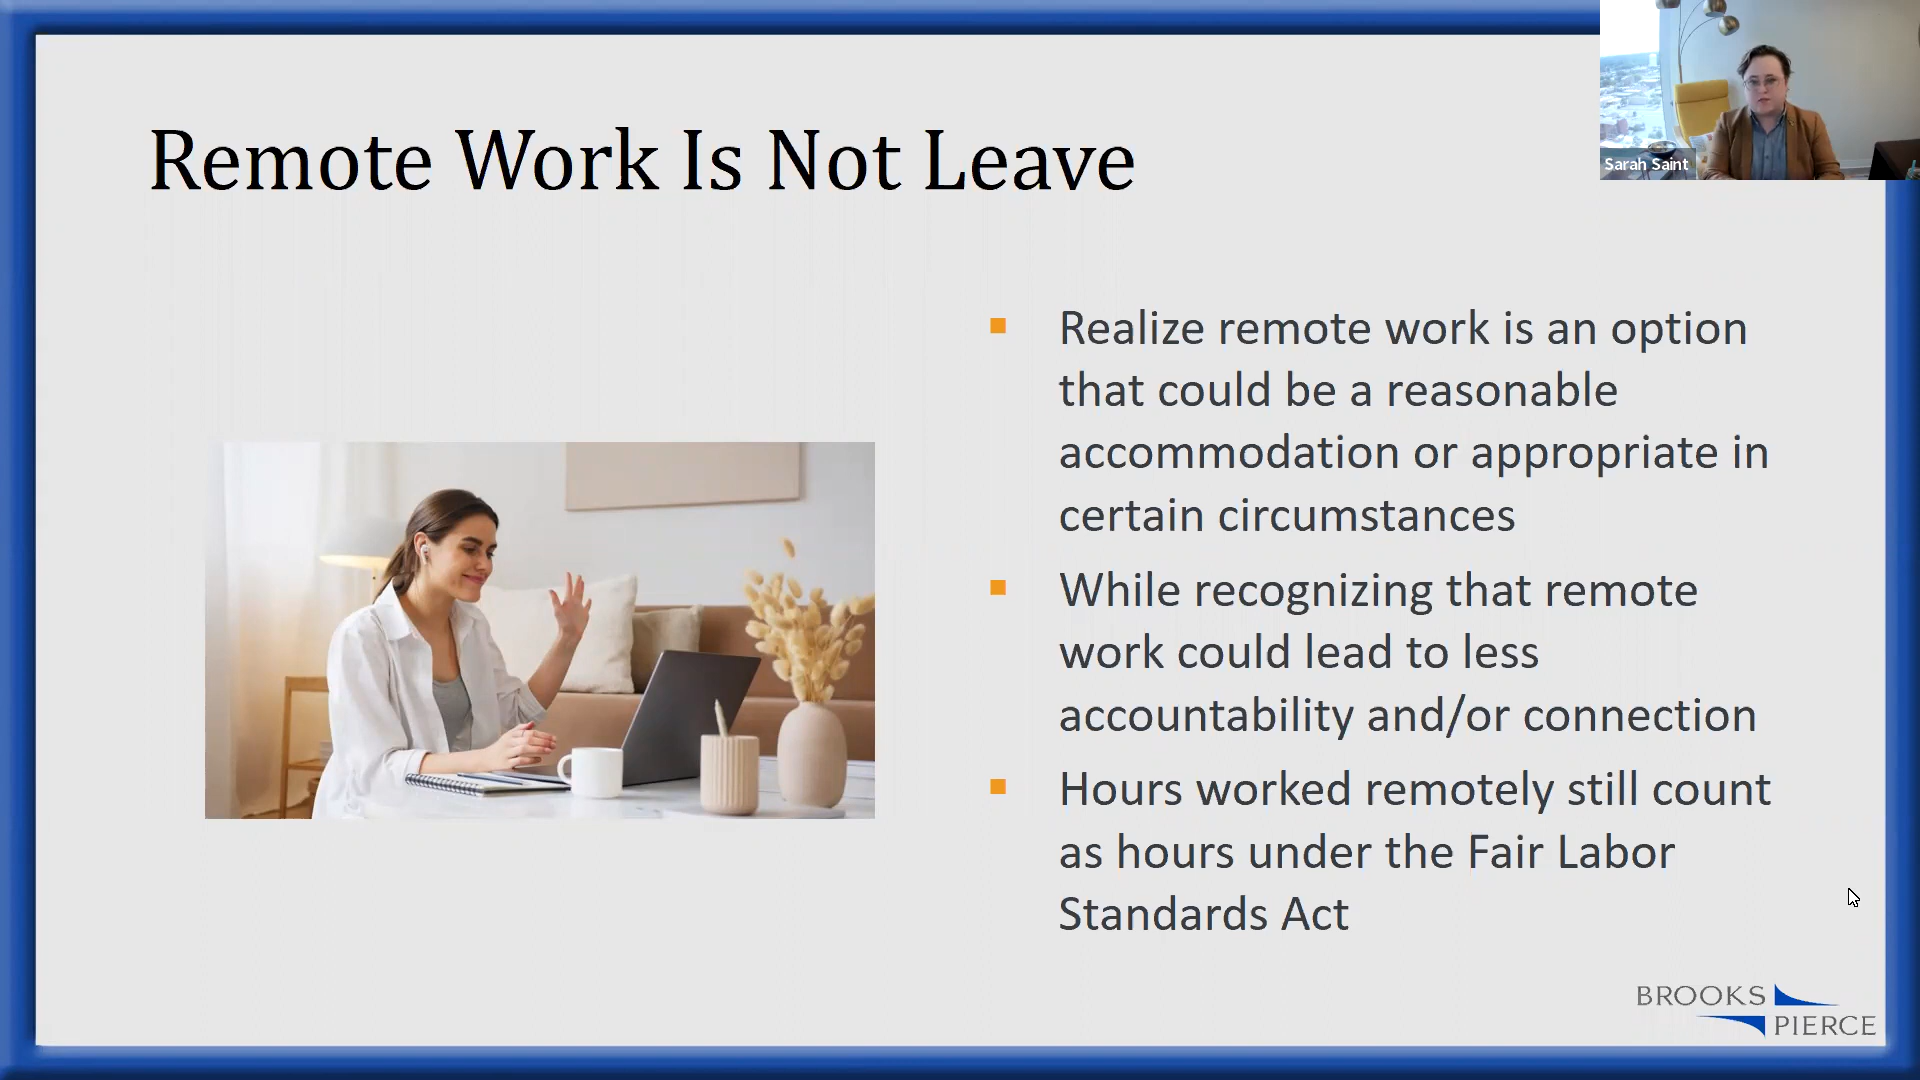 Remote Work Is Not Leave
Sarah Saint
Realize remote work is an option
that could be a reasonable
accommodation or appropriate in
certain circumstances
While recognizing that remote
work could lead to less
accountability and/or connection
Hours worked remotely still count
as hours under the Fair Labor
Standards Act
BROOKS
PIERCE